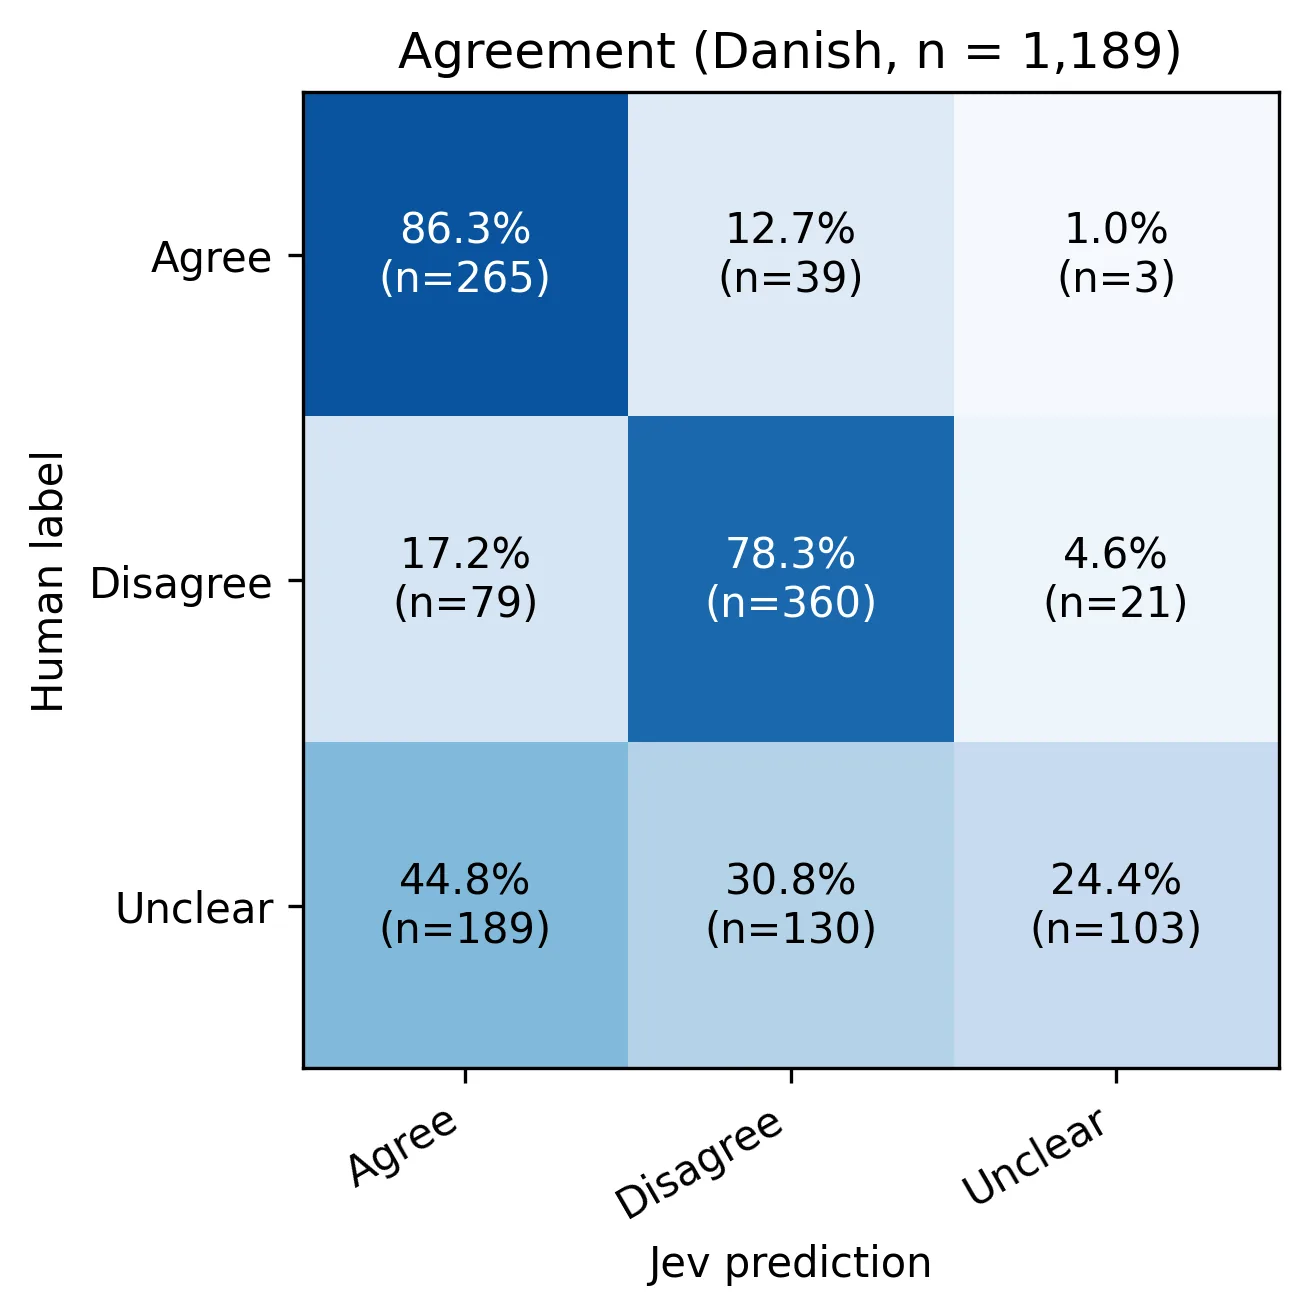 Agreement (Danish, n = 1,189)
Human label
Agree
86.3%
(n=265)
12.7%
(n=39)
1.0%
(n=3)
Disagree
17.2%
(n=79)
78.3%
(n=360)
4.6%
(n=21)
Unclear
44.8%
(n=189)
30.8%
(n=130)
24.4%
(n=103)
Agree
Disagree
Unclear
Jev prediction